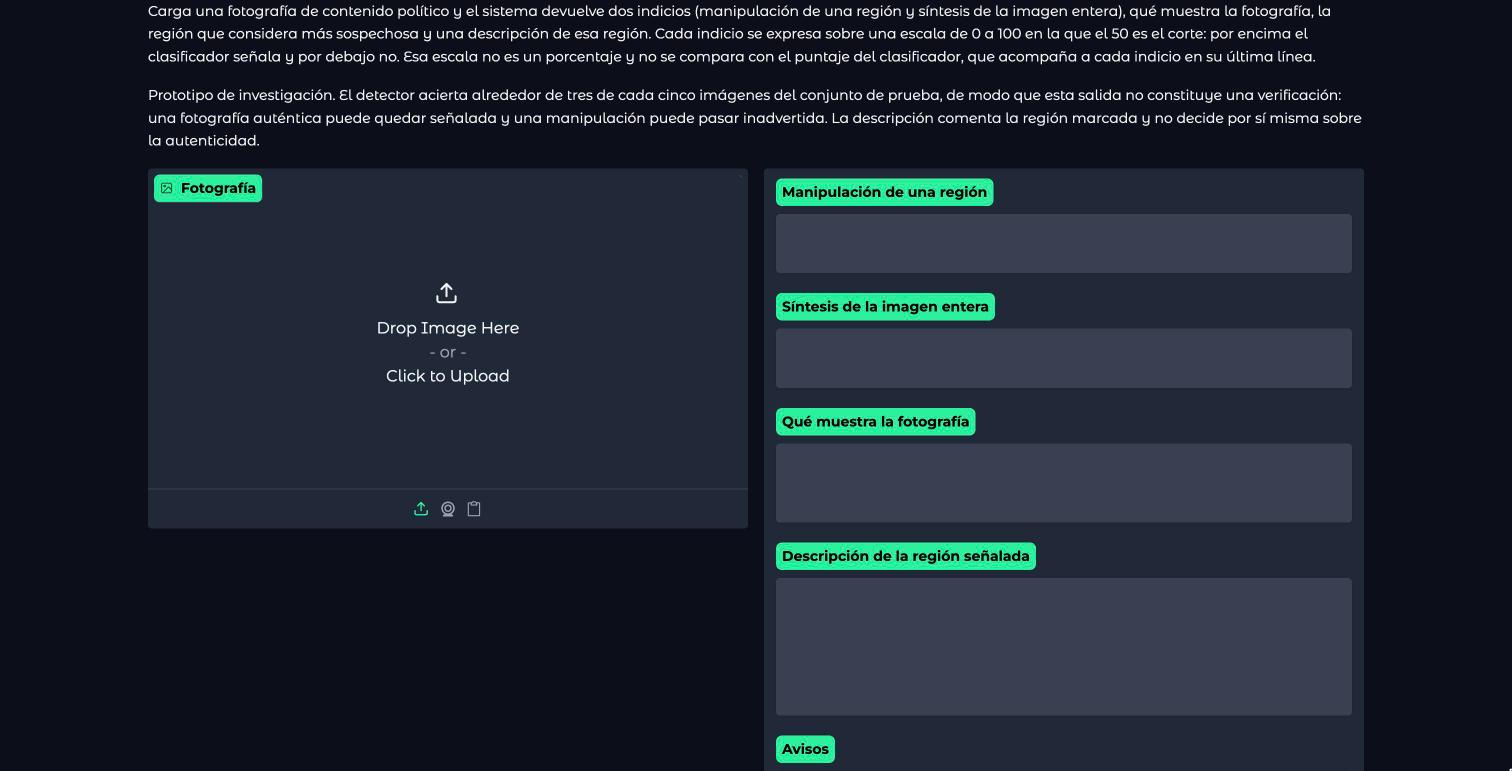 Carga una fotografía de contenido político y el sistema devuelve dos indicios (manipulación de una región y síntesis de la imagen entera), qué muestra la fotografía, la
región que considera más sospechosa y una descripción de esa región. Cada indicio se expresa sobre una escala de 0 a 100 en la que el 50 es el corte: por encima el
clasificador señala y por debajo no. Esa escala no es un porcentaje y no se compara con el puntaje del clasificador, que acompaña a cada indicio en su última línea.
Prototipo de investigación. El detector acierta alrededor de tres de cada cinco imágenes del conjunto de prueba, de modo que esta salida no constituye una verificación:
una fotografía auténtica puede quedar señalada y una manipulación puede pasar inadvertida. La descripción comenta la región marcada y no decide por sí misma sobre
la autenticidad.
Fotografía
Drop Image Here
- or -
Click to Upload
Manipulación de una región
Síntesis de la imagen entera
Qué muestra la fotografía
Descripción de la región señalada
Avisos